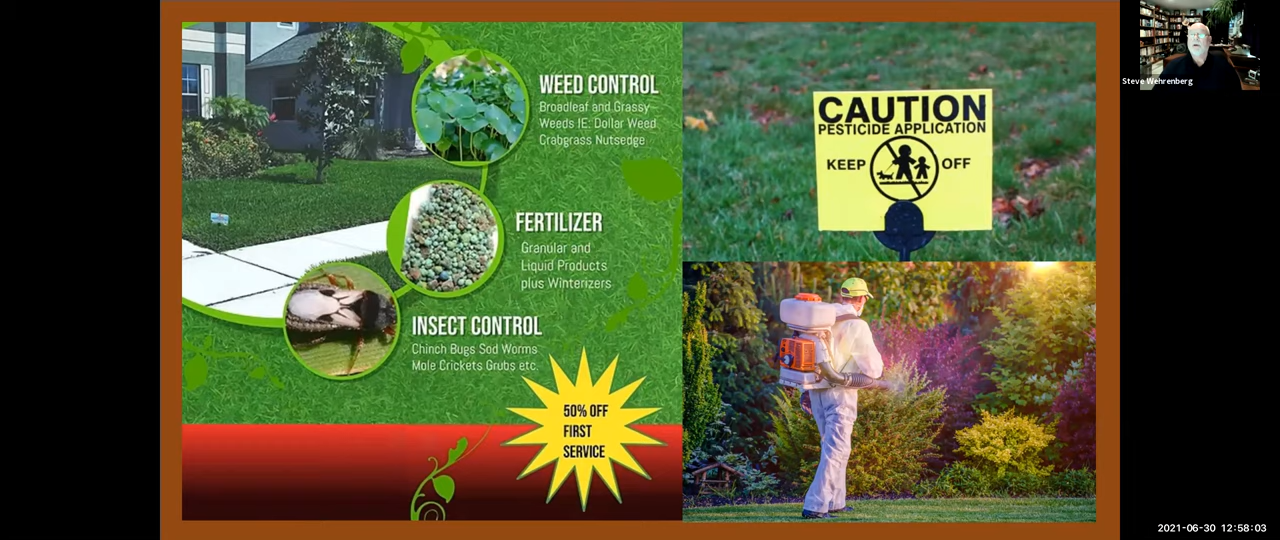 WEED CONTROL
Broadleaf and Grassy
Weeds IE: Dollar Weed
Crabgrass Nutsedge
FERTILIZER
Granular and
Liquid Products
plus Winterizers
INSECT CONTROL
Chinch Bugs Sod Worms
Mole Crickets Grubs etc.
50% OFF
FIRST
SERVICE
CAUTION
PESTICIDE APPLICATION
KEEP OFF
Steve Wehrenberg
2021-06-30 12:58:03